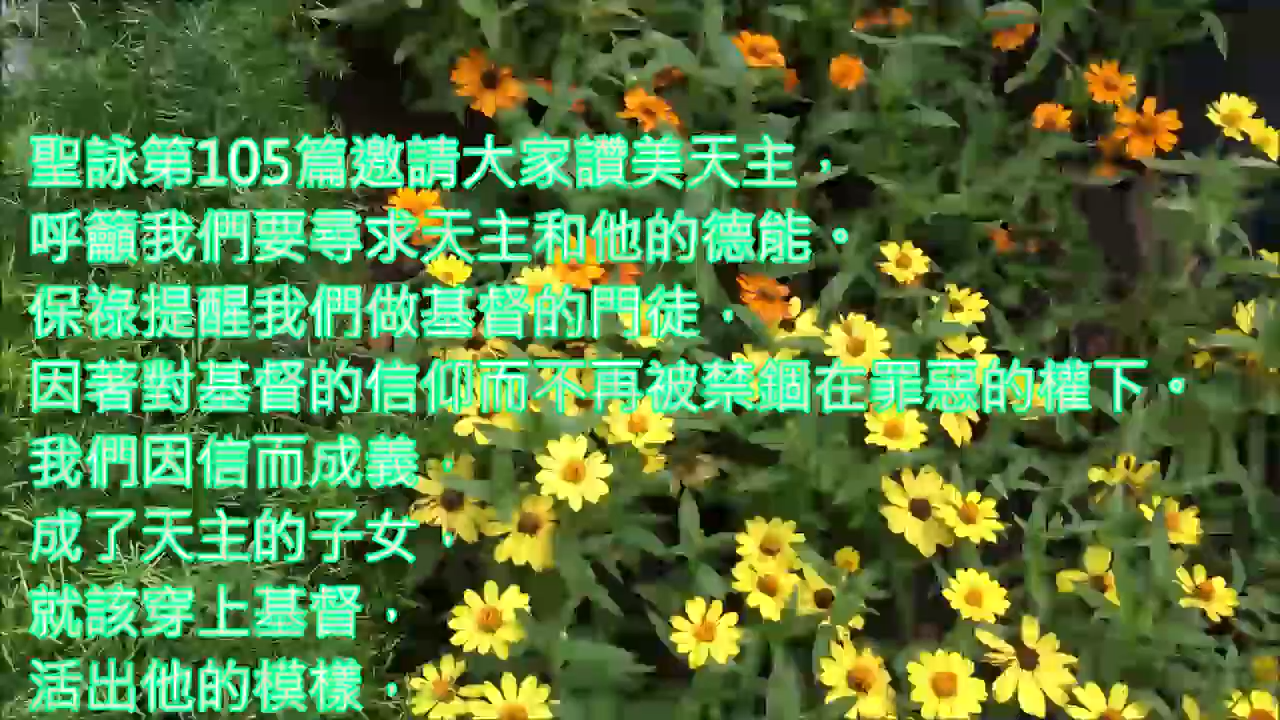 聖詠第105篇邀請大家讚美天主，
呼籲我們要尋求天主和他的德能。
保祿提醒我們做基督的門徒，
因著對基督的信仰而不再被禁錮在罪惡的權下。
我們因信而成義，
成了天主的子女，
就該穿上基督，
活出他的模樣，